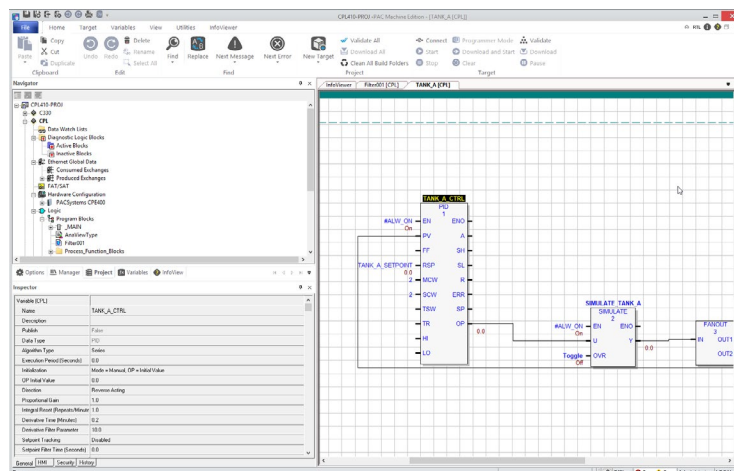 CPL410-PROJ - PAC Machine Edition - [TANK_A [CPL]]
File Home Target Variables View Utilities InfoViewer
RTL
Paste
Copy
Cut
Duplicate
Clipboard
Undo
Redo
Delete
Rename
Select All
Edit
Find
Replace
Next Message
Next Error
Find
New Target
Validate All
Download All
Clean All Build Folders
Project
Connect
Programmer Mode
Validate
Start
Download and Start
Download
Stop
Clear
Pause
Target
Navigator
CPL410-PROJ
C330
CPL
Data Watch Lists
Diagnostic Logic Blocks
Active Blocks
Inactive Blocks
Ethernet Global Data
Consumed Exchanges
Produced Exchanges
FAT/SAT
Hardware Configuration
PACSystems CPE400
Logic
Program Blocks
_MAIN
AndViewType
Filter001
Process_Function_Blocks
Options Manager Project Variables InfoView
Inspector
Variable [CPL]
Name TANK_A_CTRL
Description
Publish False
Data Type PID
Algorithm Type Series
Execution Period (Seconds) 0.0
Initialization Mode = Manual, OP = Initial Value
OP Initial Value 0.0
Direction Reverse Acting
Proportional Gain 1.0
Integral Reset (Repeats/Minute 1.0
Derivative Time (Minutes) 0.2
Derivative Filter Parameter 10.0
Setpoint Tracking Disabled
Setpoint Filter Time (Seconds) 0.0
General HMI Security History
InfoViewer Filter001 [CPL] TANK_A [CPL]
TANK_A_CTRL
PID
1
#ALW_ON EN ENO
On
PV A
FF SH
TANK_A_SETPOINT RSP SL
0.0
2 MCW R
2 SCW ERR
TSW SP
TR OP
0.0
HI
LO
SIMULATE_TANK_A
SIMULATE
2
#ALW_ON EN ENO
On
U Y
0.0
Toggle OVR
Off
FANOUT
3
IN OUT1
OUT2